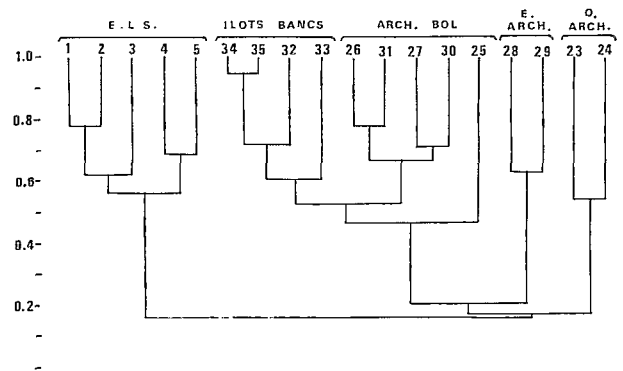 E. ARCH. O. ARCH.
E.L S. ILOTS BANCS ARCH. BOL
1 2 3 4 5 34 35 32 33 26 31 27 30 25 28 29 23 24
1.0-
0.8-
0.6-
0.4-
0.2-